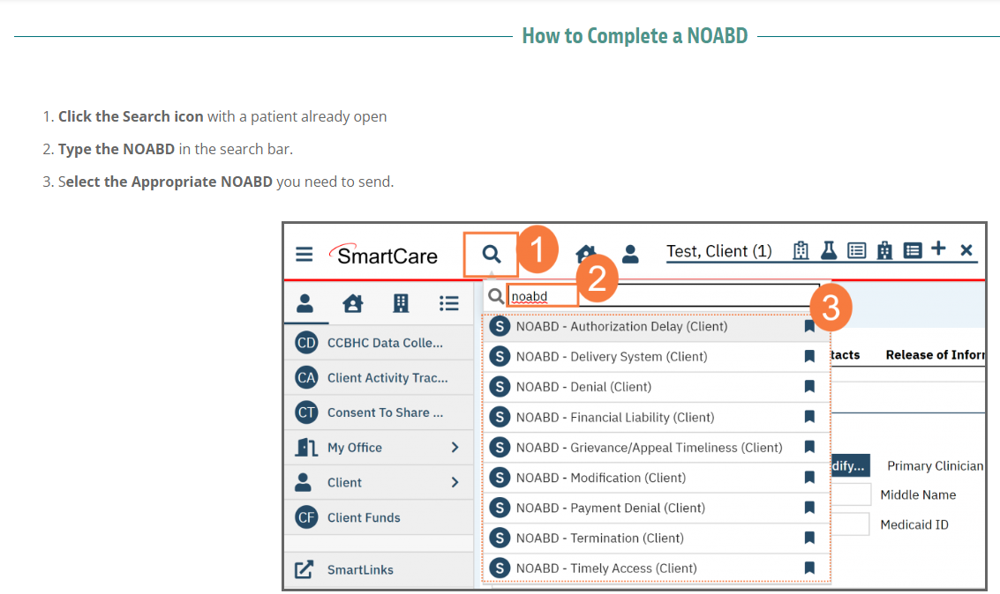 How to Complete a NOABD
1. Click the Search icon with a patient already open
2. Type the NOABD in the search bar.
3. Select the Appropriate NOABD you need to send.
SmartCare
1
Test, Client (1)
2
noabd
3
NOABD - Authorization Delay (Client)
CD CCBHC Data Colle...
NOABD - Delivery System (Client)
tacts Release of Infor
CA Client Activity Trac...
NOABD - Denial (Client)
CT Consent To Share ...
NOABD - Financial Liability (Client)
My Office
NOABD - Grievance/Appeal Timeliness (Client)
dify... Primary Clinician
Client
NOABD - Modification (Client)
Middle Name
CF Client Funds
NOABD - Payment Denial (Client)
Medicaid ID
NOABD - Termination (Client)
SmartLinks
NOABD - Timely Access (Client)